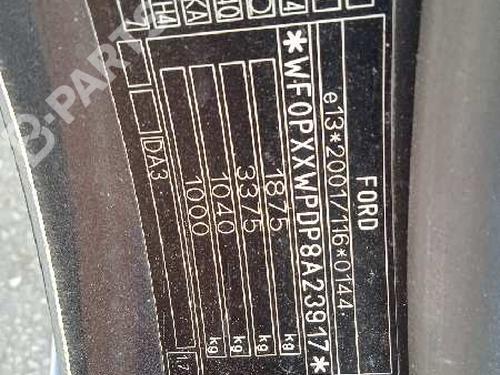 FORD
e13*2001/116*0144
*WF0PXXWPDP8A23917*
1875 kg
3375 kg
1040 kg
1000 kg
DA3
B-PARTS